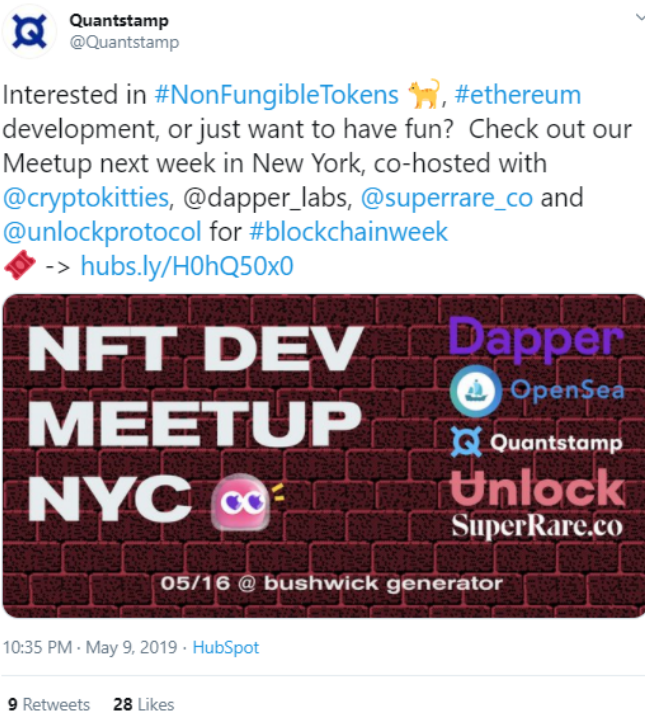 Quantstamp
@Quantstamp
Interested in #NonFungibleTokens 🐈, #ethereum
development, or just want to have fun?  Check out our
Meetup next week in New York, co-hosted with
@cryptokitties, @dapper_labs, @superrare_co and
@unlockprotocol for #blockchainweek
🎟 -> hubs.ly/H0hQ50x0
NFT DEV
MEETUP
NYC
Dapper
OpenSea
Quantstamp
Unlock
SuperRare.co
05/16 @ bushwick generator
10:35 PM · May 9, 2019 · HubSpot
9 Retweets 28 Likes